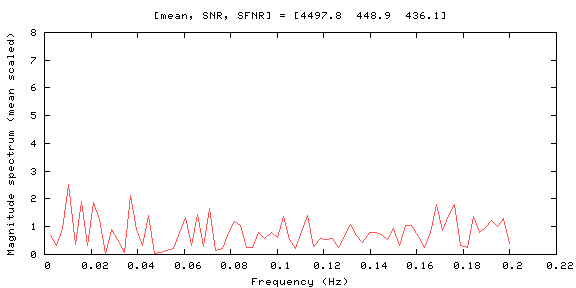 [mean, SNR, SFNR] = [4497.8 448.9 436.1]
Magnitude spectrum (mean scaled)
8
7
6
5
4
3
2
1
0
0 0.02 0.04 0.06 0.08 0.1 0.12 0.14 0.16 0.18 0.2 0.22
Frequency (Hz)